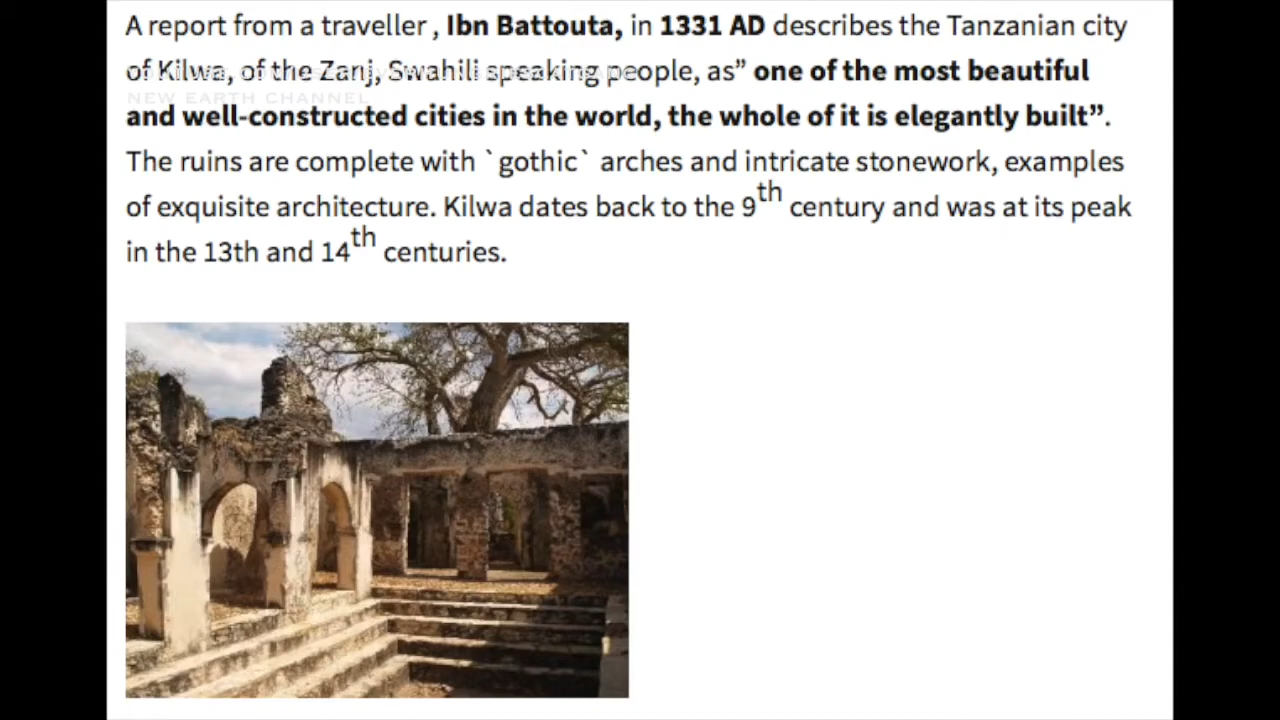 A report from a traveller , Ibn Battouta, in 1331 AD describes the Tanzanian city
of Kilwa, of the Zanj, Swahili speaking people, as” one of the most beautiful
NEW EARTH CHANNEL
and well-constructed cities in the world, the whole of it is elegantly built”.
The ruins are complete with `gothic` arches and intricate stonework, examples
of exquisite architecture. Kilwa dates back to the 9th century and was at its peak
in the 13th and 14th centuries.